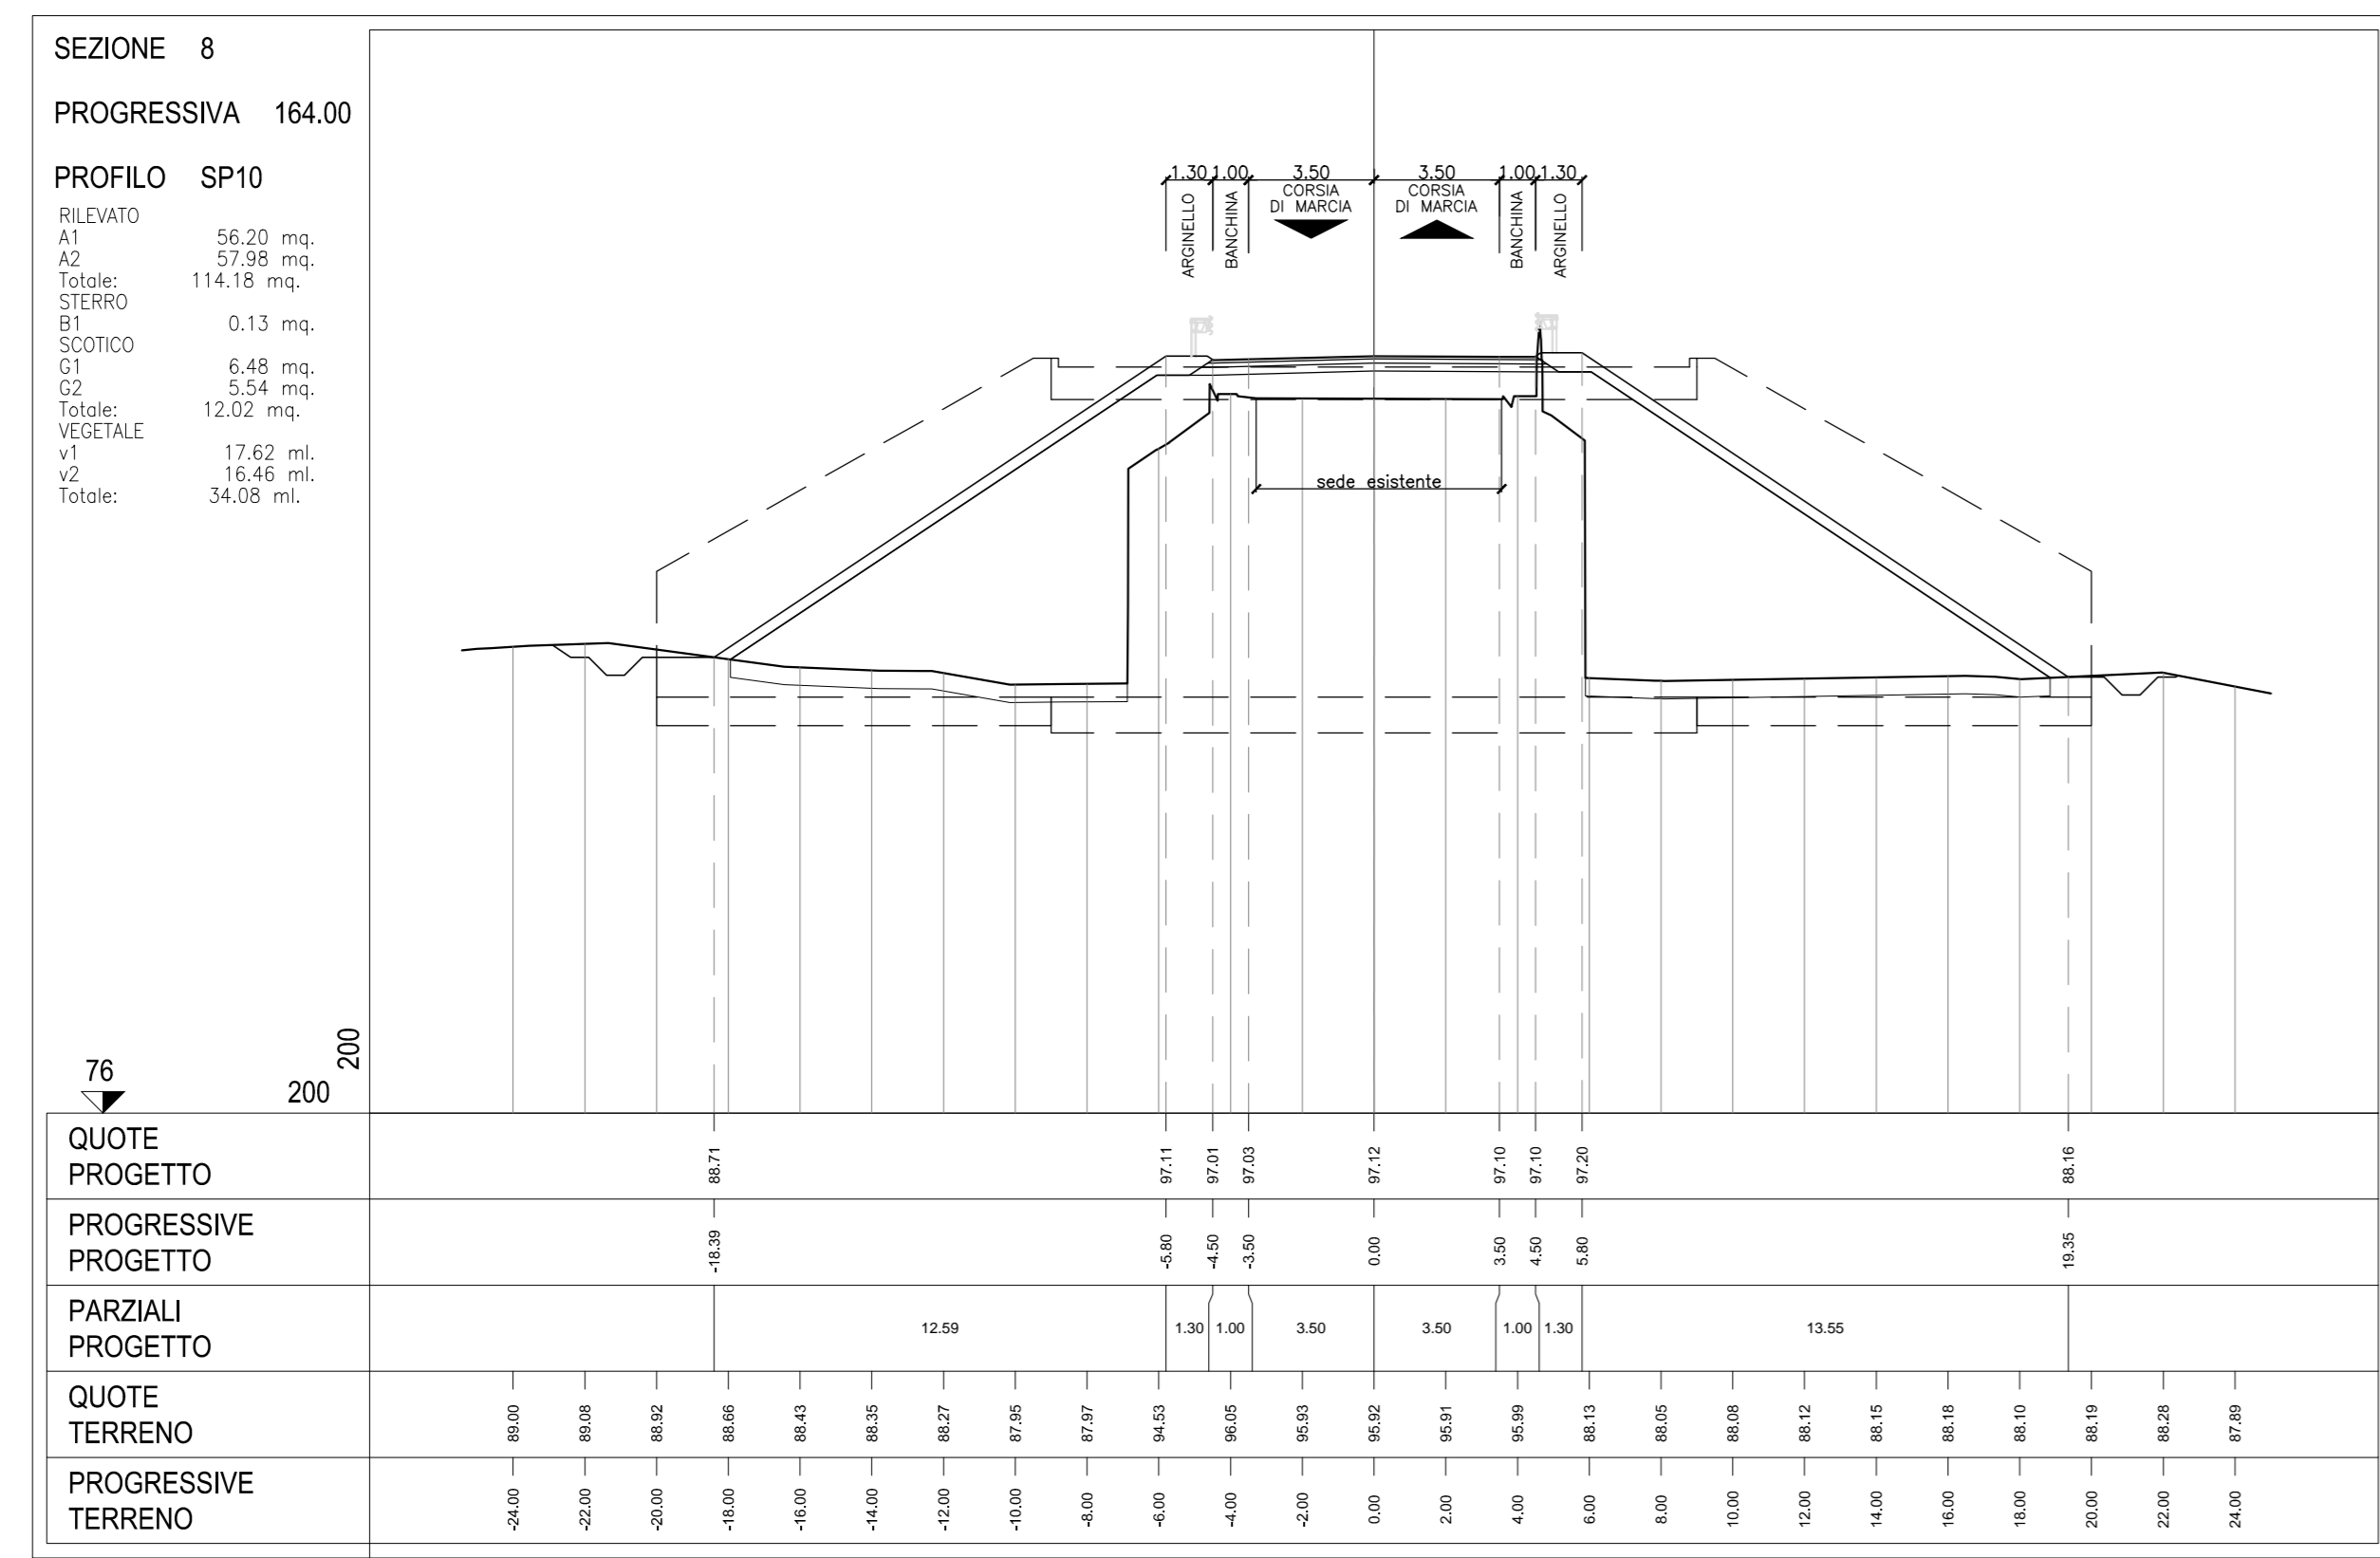 SEZIONE 8
PROGRESSIVA 164.00
PROFILO SP10
RILEVATO
A1 56.20 mq.
A2 57.98 mq.
Totale: 114.18 mq.
STERRO
B1 0.13 mq.
SCOTICO
G1 6.48 mq.
G2 5.54 mq.
Totale: 12.02 mq.
VEGETALE
v1 17.62 ml.
v2 16.46 ml.
Totale: 34.08 ml.
1.30 1.00 3.50 3.50 1.00 1.30
ARGINELLO
BANCHINA
CORSIA
DI MARCIA
CORSIA
DI MARCIA
BANCHINA
ARGINELLO
sede esistente
76
200
200
QUOTE
PROGETTO
88.71 97.11 97.01 97.03 97.12 97.10 97.10 97.20 88.16
PROGRESSIVE
PROGETTO
-18.39 -5.80 -4.50 -3.50 0.00 3.50 4.50 5.80 19.35
PARZIALI
PROGETTO
12.59 1.30 1.00 3.50 3.50 1.00 1.30 13.55
QUOTE
TERRENO
89.00 89.08 88.92 88.66 88.43 88.35 88.27 87.95 87.97 94.53 96.05 95.93 95.92 95.91 95.99 88.13 88.05 88.08 88.12 88.15 88.18 88.10 88.19 88.28 87.89
PROGRESSIVE
TERRENO
-24.00 -22.00 -20.00 -18.00 -16.00 -14.00 -12.00 -10.00 -8.00 -6.00 -4.00 -2.00 0.00 2.00 4.00 6.00 8.00 10.00 12.00 14.00 16.00 18.00 20.00 22.00 24.00